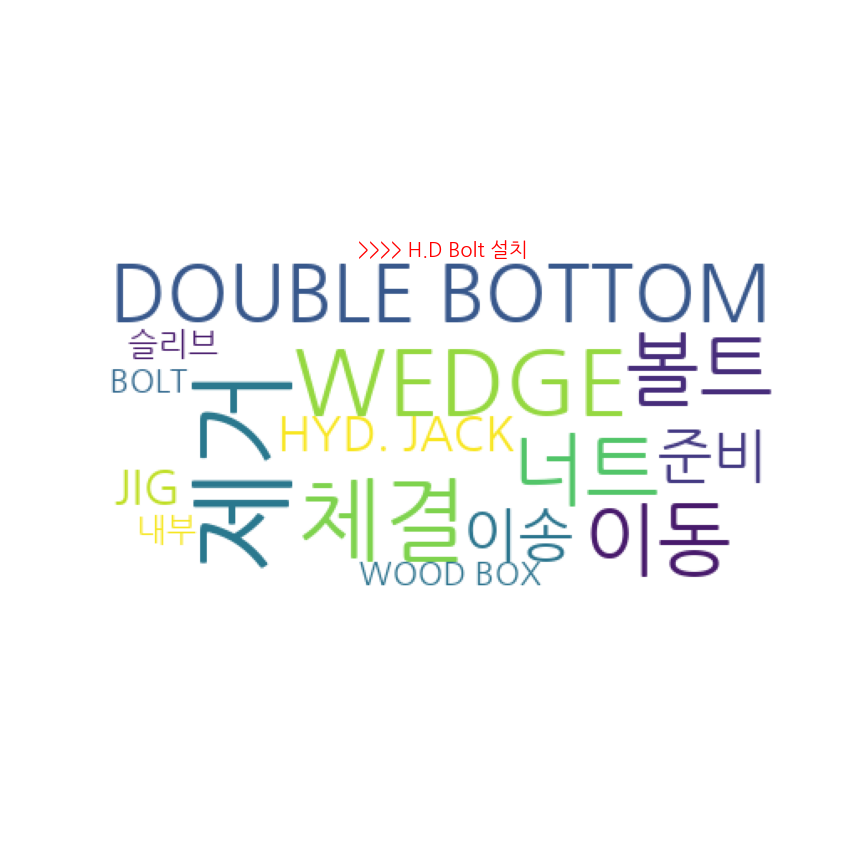 >>>> H.D Bolt 설치
DOUBLE BOTTOM
슬리브
WEDGE
볼트
BOLT
제거
HYD. JACK
너트
준비
JIG
체결
이송
이동
내부
WOOD BOX